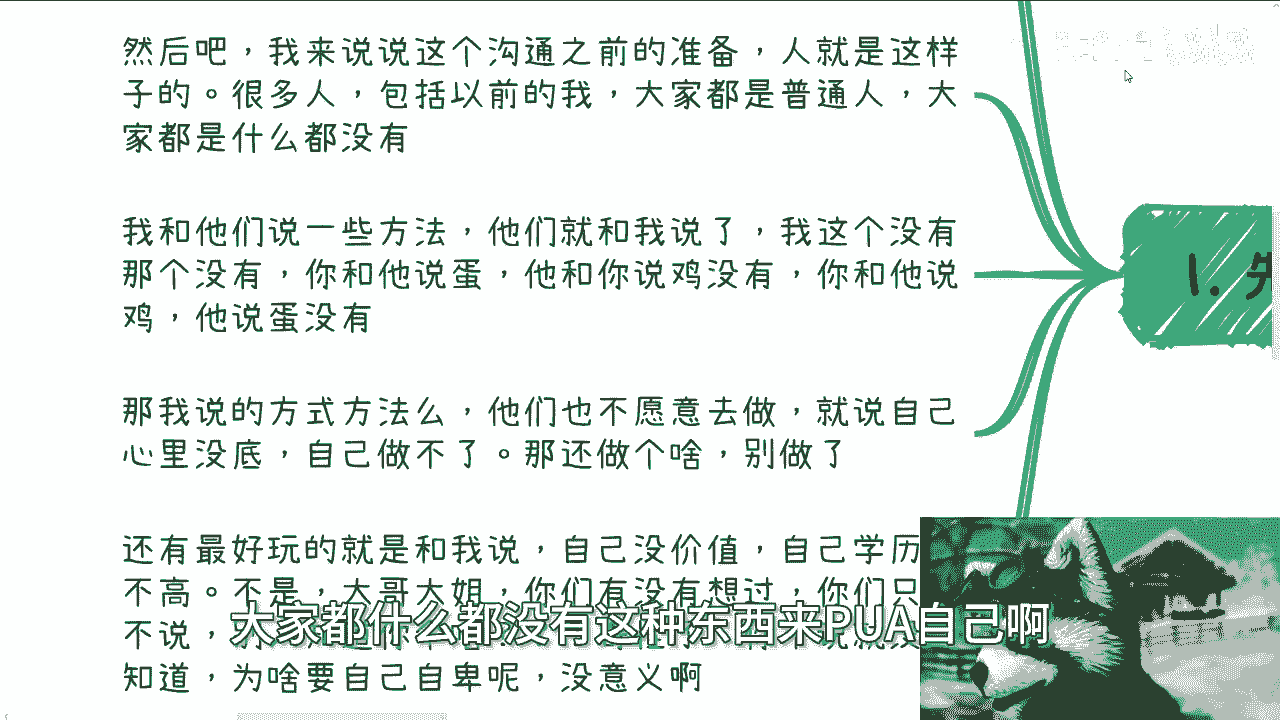 然后吧，我来说说这个沟通之前的准备，人就是这样
子的。很多人，包括以前的我，大家都是普通人，大
家都是什么都没有
我和他们说一些方法，他们就和我说了，我这个没有
那个没有，你和他说蛋，他和你说鸡没有，你和他说
鸡，他说蛋没有
那我说的方式方法么，他们也不愿意去做，就说自己
心里没底，自己做不了。那还做个啥，别做了
还有最好玩的就是和我说，自己没价值，自己学历
不高。不是，大哥大姐，你们有没有想过，你们只
不说，
知道，为啥要自己自卑呢，没意义啊
大家都什么都没有这种东西来PUA自己啊
1.